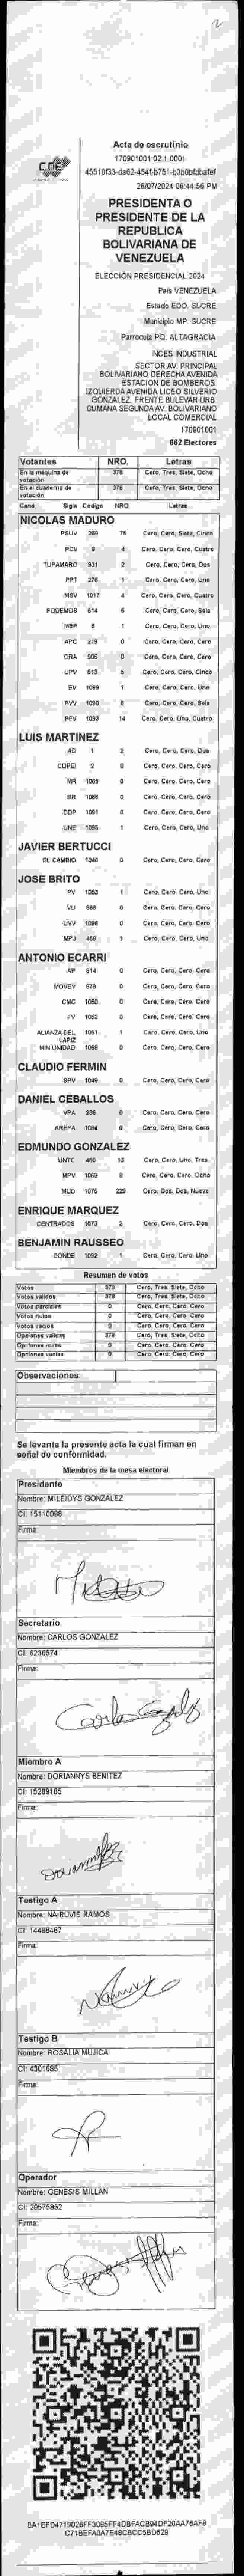 2
CNE
Acta de escrutinio
170901001.02.1.0001
28/07/2024 06:44:56 PM
PRESIDENTA O
PRESIDENTE DE LA
REPUBLICA
BOLIVARIANA DE
VENEZUELA
ELECCIÓN PRESIDENCIAL 2024
País VENEZUELA
Estado EDO. SUCRE
Municipio MP. SUCRE
Parroquia PQ. ALTAGRACIA
INCES INDUSTRIAL
SECTOR AV. PRINCIPAL
BOLIVARIANO DERECHA AVENIDA
ESTACION DE BOMBEROS.
IZQUIERDA AVENIDA LICEO SILVERIO
GONZALEZ. FRENTE BULEVAR URB
CUMANA SEGUNDA AV. BOLIVARIANO
LOCAL COMERCIAL
170901001
662 Electores
Votantes NRO. Letras
En la máquina de votación 378 Cero, Tres, Siete, Ocho
En el cuaderno de votación 378 Cero, Tres, Siete, Ocho
Cand Sigla Código NRO. Letras
NICOLAS MADURO
PSUV 269 75 Cero, Cero, Siete, Cinco
PCV 9 4 Cero, Cero, Cero, Cuatro
TUPAMARO 931 2 Cero, Cero, Cero, Dos
PPT 276 1 Cero, Cero, Cero, Uno
MSV 1017 4 Cero, Cero, Cero, Cuatro
PODEMOS 614 6 Cero, Cero, Cero, Seis
MEP 6 1 Cero, Cero, Cero, Uno
APC 219 0 Cero, Cero, Cero, Cero
ORA 906 0 Cero, Cero, Cero, Cero
UPV 613 5 Cero, Cero, Cero, Cinco
EV 1089 1 Cero, Cero, Cero, Uno
PVV 1090 6 Cero, Cero, Cero, Seis
PFV 1093 14 Cero, Cero, Uno, Cuatro
LUIS MARTINEZ
AD 1 2 Cero, Cero, Cero, Dos
COPEI 2 0 Cero, Cero, Cero, Cero
MR 1065 0 Cero, Cero, Cero, Cero
BR 1066 0 Cero, Cero, Cero, Cero
DDP 1091 0 Cero, Cero, Cero, Cero
UNE 1095 1 Cero, Cero, Cero, Uno
JAVIER BERTUCCI
EL CAMBIO 1048 0 Cero, Cero, Cero, Cero
JOSE BRITO
PV 1053 1 Cero, Cero, Cero, Uno
VU 988 0 Cero, Cero, Cero, Cero
UVV 1096 0 Cero, Cero, Cero, Cero
MPJ 468 1 Cero, Cero, Cero, Uno
ANTONIO ECARRI
AP 914 0 Cero, Cero, Cero, Cero
MOVEV 979 0 Cero, Cero, Cero, Cero
CMC 1050 0 Cero, Cero, Cero, Cero
FV 1082 0 Cero, Cero, Cero, Cero
ALIANZA DEL LAPIZ 1051 1 Cero, Cero, Cero, Uno
MIN UNIDAD 1068 0 Cero, Cero, Cero, Cero
CLAUDIO FERMIN
SPV 1049 0 Cero, Cero, Cero, Cero
DANIEL CEBALLOS
VPA 236 0 Cero, Cero, Cero, Cero
AREPA 1094 0 Cero, Cero, Cero, Cero
EDMUNDO GONZALEZ
UNTC 460 13 Cero, Cero, Uno, Tres
MPV 1069 8 Cero, Cero, Cero, Ocho
MUD 1075 229 Cero, Dos, Dos, Nueve
ENRIQUE MARQUEZ
CENTRADOS 1073 2 Cero, Cero, Cero, Dos
BENJAMIN RAUSSEO
CONDE 1092 1 Cero, Cero, Cero, Uno
Resumen de votos
Votos 378 Cero, Tres, Siete, Ocho
Votos validos 378 Cero, Tres, Siete, Ocho
Votos parciales 0 Cero, Cero, Cero, Cero
Votos nulos 0 Cero, Cero, Cero, Cero
Votos vacios 0 Cero, Cero, Cero, Cero
Opciones validas 378 Cero, Tres, Siete, Ocho
Opciones nulas 0 Cero, Cero, Cero, Cero
Opciones vacias 0 Cero, Cero, Cero, Cero
Observaciones:
Se levanta la presente acta la cual firman en
señal de conformidad.
Miembros de la mesa electoral
Presidente
Nombre: MILEIDYS GONZALEZ
CI: 15110098
Firma:
Secretario
Nombre: CARLOS GONZALEZ
CI: 6236574
Firma:
Carlos Gonzalez
Miembro A
Nombre: DORIANNYS BENITEZ
CI: 15289185
Firma:
Doriannys
Testigo A
Nombre: NAIRUVIS RAMOS
CI: 14498487
Firma:
Testigo B
Nombre: ROSALIA MUJICA
CI: 4301685
Firma:
Operador
Nombre: GENESIS MILLAN
CI: 20575852
Firma: